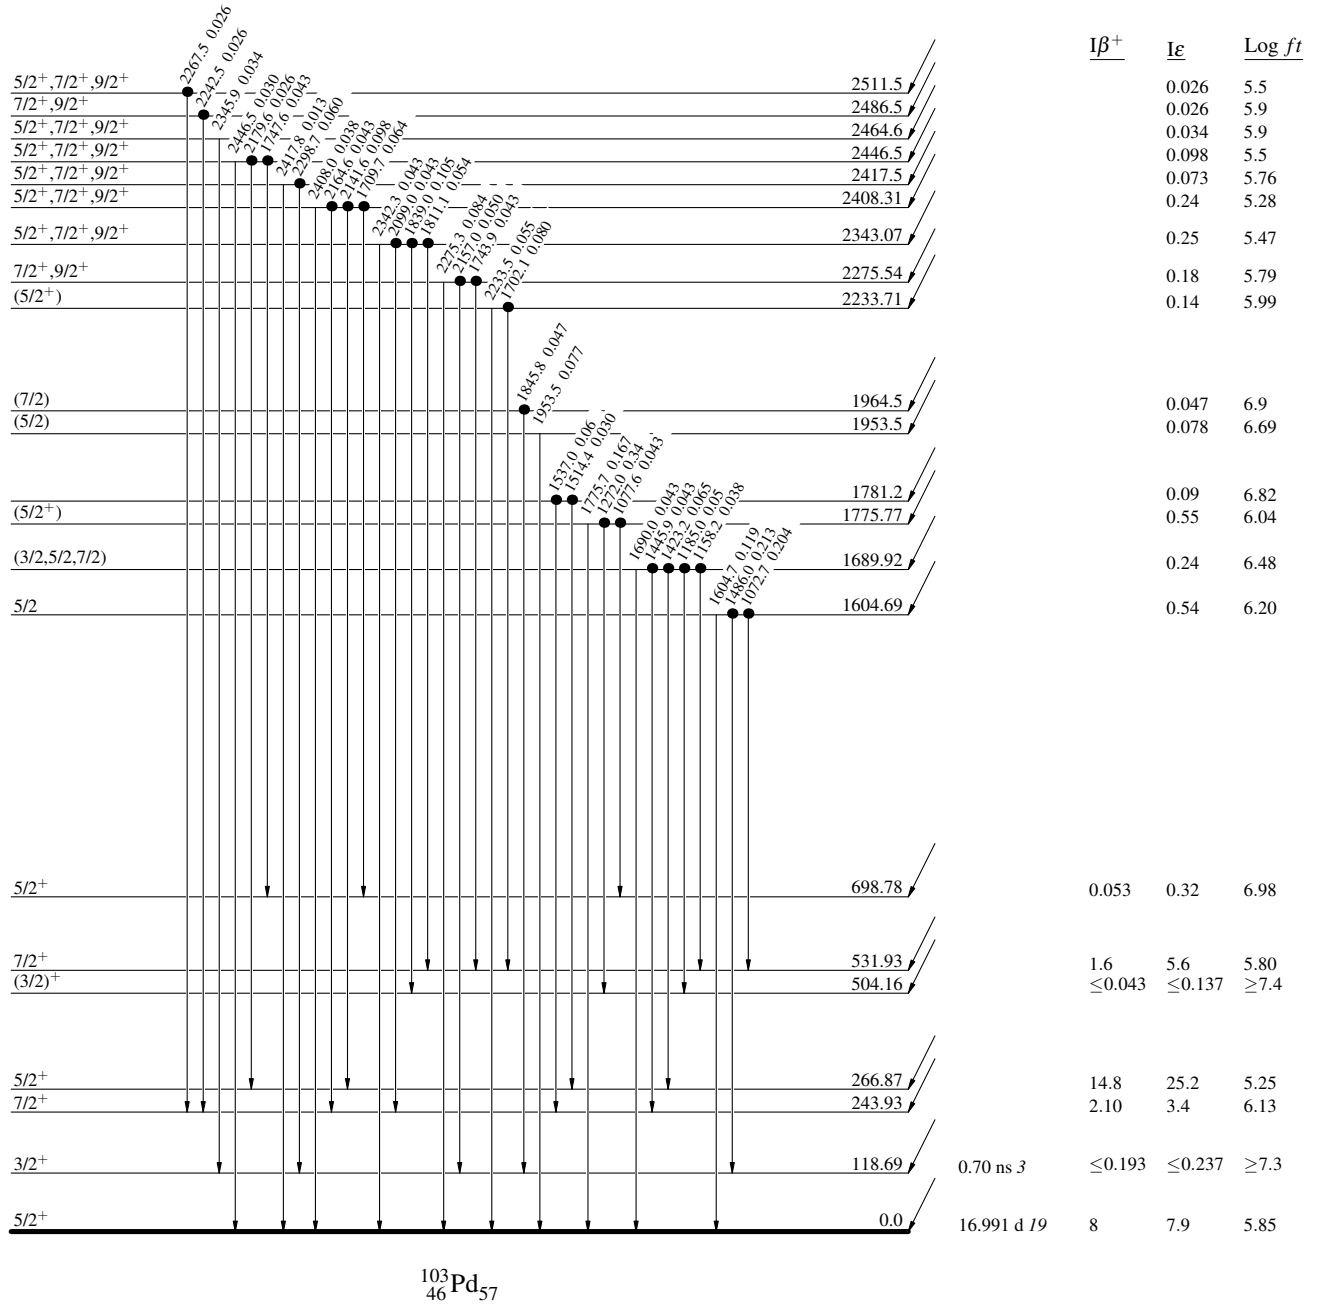 Iβ⁺ Iε Log ft
2267.5 0.026
2242.5 0.026
2345.9 0.034
2446.5 0.030
2179.6 0.026
1747.6 0.043
2417.8 0.013
2298.7 0.060
2408.0 0.038
2164.6 0.043
2141.6 0.098
1709.7 0.064
2342.3 0.043
2099.0 0.043
1839.0 0.105
1811.1 0.054
2275.3 0.084
2157.0 0.050
1743.9 0.043
2233.5 0.055
1702.1 0.080
1845.8 0.047
1953.5 0.077
1537.0 0.06
1514.4 0.030
1775.7 0.167
1272.0 0.34
1077.6 0.043
1690.0 0.043
1445.9 0.043
1423.2 0.065
1185.0 0.05
1158.2 0.038
1604.7 0.119
1486.0 0.213
1072.7 0.204
5/2⁺,7/2⁺,9/2⁺ 2511.5 0.026 5.5
7/2⁺,9/2⁺ 2486.5 0.026 5.9
5/2⁺,7/2⁺,9/2⁺ 2464.6 0.034 5.9
5/2⁺,7/2⁺,9/2⁺ 2446.5 0.098 5.5
5/2⁺,7/2⁺,9/2⁺ 2417.5 0.073 5.76
5/2⁺,7/2⁺,9/2⁺ 2408.31 0.24 5.28
5/2⁺,7/2⁺,9/2⁺ 2343.07 0.25 5.47
7/2⁺,9/2⁺ 2275.54 0.18 5.79
(5/2⁺) 2233.71 0.14 5.99
(7/2) 1964.5 0.047 6.9
(5/2) 1953.5 0.078 6.69
1781.2 0.09 6.82
(5/2⁺) 1775.77 0.55 6.04
(3/2,5/2,7/2) 1689.92 0.24 6.48
5/2 1604.69 0.54 6.20
5/2⁺ 698.78 0.053 0.32 6.98
7/2⁺ 531.93 1.6 5.6 5.80
(3/2)⁺ 504.16 ≤0.043 ≤0.137 ≥7.4
5/2⁺ 266.87 14.8 25.2 5.25
7/2⁺ 243.93 2.10 3.4 6.13
3/2⁺ 118.69 0.70 ns 3 ≤0.193 ≤0.237 ≥7.3
5/2⁺ 0.0 16.991 d 19 8 7.9 5.85
¹⁰³₄₆Pd₅₇